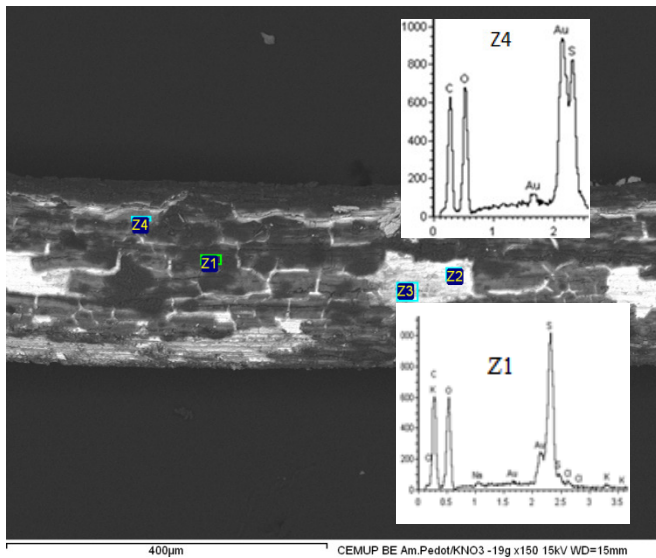 Z4
1000
800
600
400
200
0
C
O
Au
Au
S
0
1
2
Z4
Z1
Z2
Z3
Z1
S
C
K
O
Au
S
Na
Au
K
K
0
0.5
1
1.5
2
2.5
3
3.5
400µm
CEMUP BE Am.Pedot/KNO3 -19g x150 15kV WD=15mm